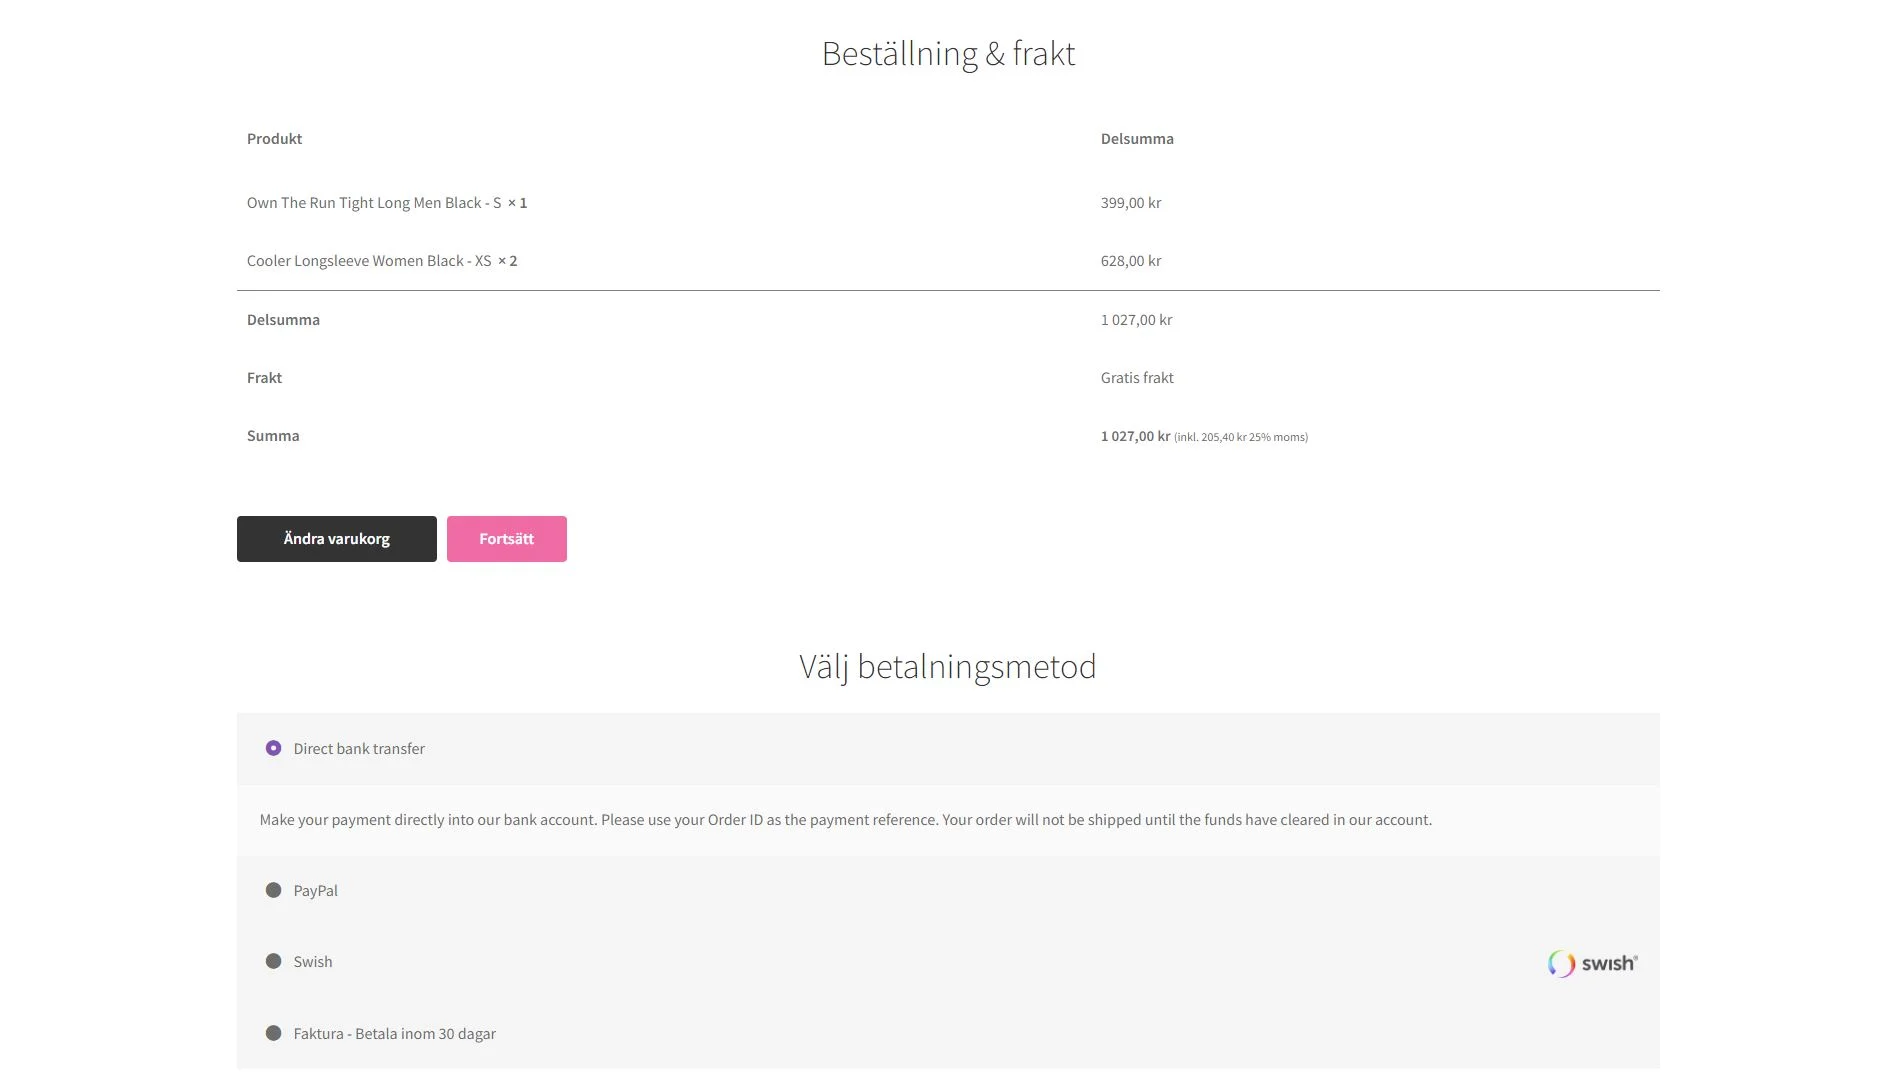 Beställning & frakt
Produkt Delsumma
Own The Run Tight Long Men Black - S × 1 399,00 kr
Cooler Longsleeve Women Black - XS × 2 628,00 kr
Delsumma 1 027,00 kr
Frakt Gratis frakt
Summa 1 027,00 kr (inkl. 205,40 kr 25% moms)
Ändra varukorg Fortsätt
Välj betalningsmetod
Direct bank transfer
Make your payment directly into our bank account. Please use your Order ID as the payment reference. Your order will not be shipped until the funds have cleared in our account.
PayPal
Swish swish®
Faktura - Betala inom 30 dagar